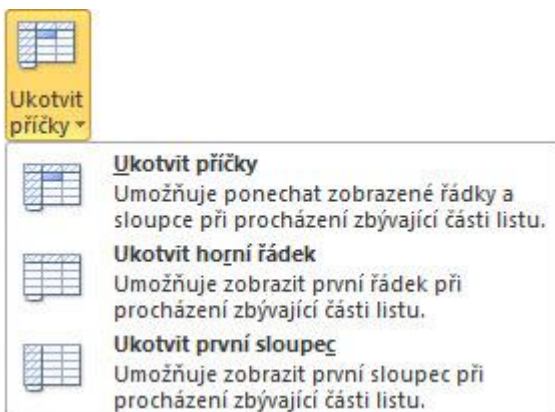 Ukotvit
příčky
Ukotvit příčky
Umožňuje ponechat zobrazené řádky a
sloupce při procházení zbývající části listu.
Ukotvit horní řádek
Umožňuje zobrazit první řádek při
procházení zbývající části listu.
Ukotvit první sloupec
Umožňuje zobrazit první sloupec při
procházení zbývající části listu.